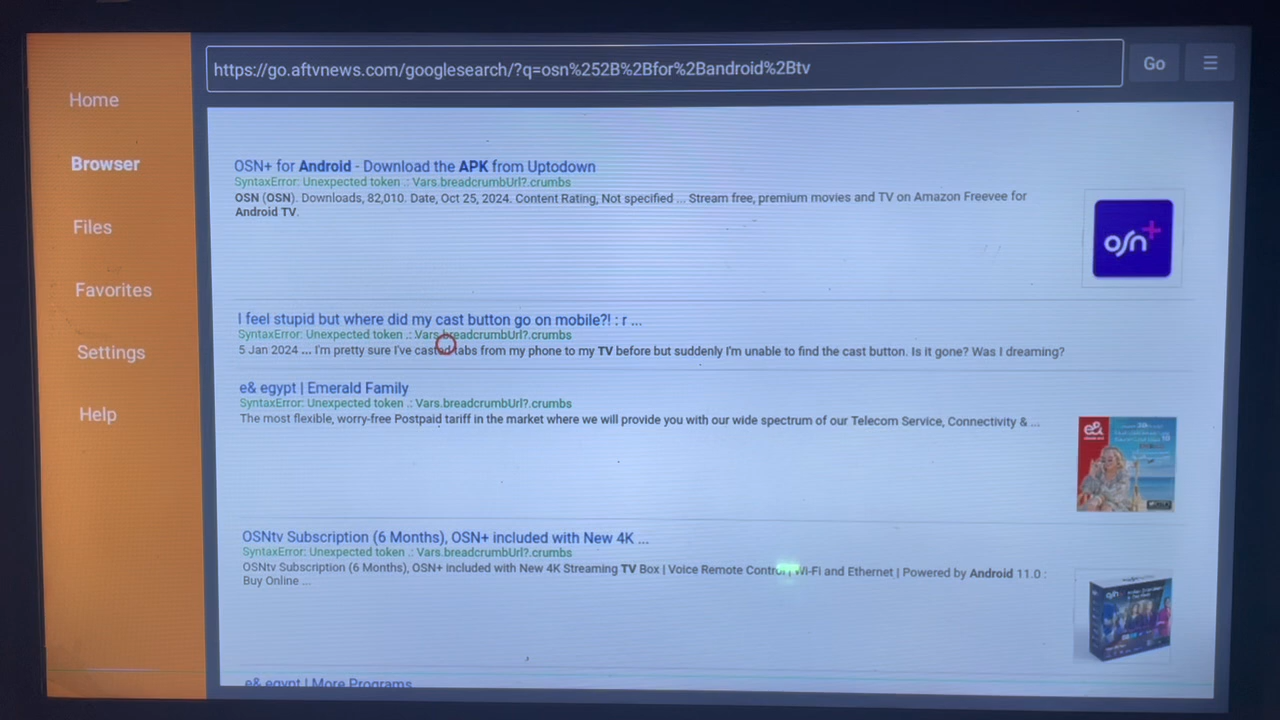 https://go.aftvnews.com/googlesearch/?q=osn%252B%2Bfor%2Bandroid%2Btv
Go
Home
Browser
Files
Favorites
Settings
Help
OSN+ for Android - Download the APK from Uptodown
SyntaxError: Unexpected token .: Vars.breadcrumbUrl?.crumbs
OSN (OSN). Downloads, 82,010. Date, Oct 25, 2024. Content Rating, Not specified ... Stream free, premium movies and TV on Amazon Freevee for
Android TV.
osn+
I feel stupid but where did my cast button go on mobile?! : r ...
SyntaxError: Unexpected token .: Vars.breadcrumbUrl?.crumbs
5 Jan 2024 ... I'm pretty sure I've casted tabs from my phone to my TV before but suddenly I'm unable to find the cast button. Is it gone? Was I dreaming?
e& egypt | Emerald Family
SyntaxError: Unexpected token .: Vars.breadcrumbUrl?.crumbs
The most flexible, worry-free Postpaid tariff in the market where we will provide you with our wide spectrum of our Telecom Service, Connectivity & ...
e&
OSNtv Subscription (6 Months), OSN+ included with New 4K ...
SyntaxError: Unexpected token .: Vars.breadcrumbUrl?.crumbs
OSNtv Subscription (6 Months), OSN+ included with New 4K Streaming TV Box | Voice Remote Control | Wi-Fi and Ethernet | Powered by Android 11.0 :
Buy Online ...
osn+
e& egypt | More Programs